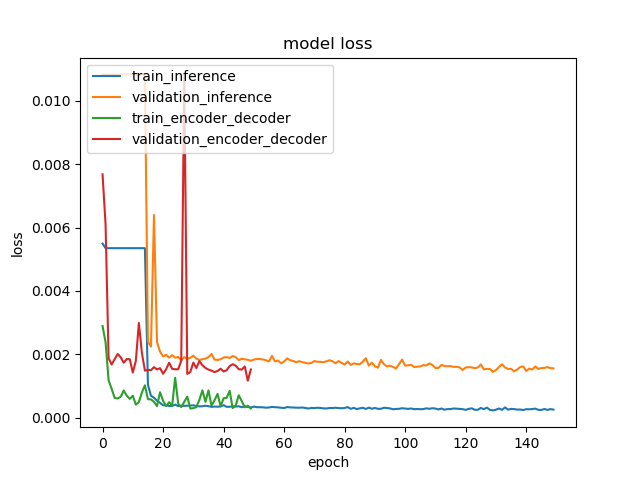 model loss
train_inference
validation_inference
train_encoder_decoder
validation_encoder_decoder
0.010
0.008
0.006
0.004
0.002
0.000
loss
0 20 40 60 80 100 120 140
epoch